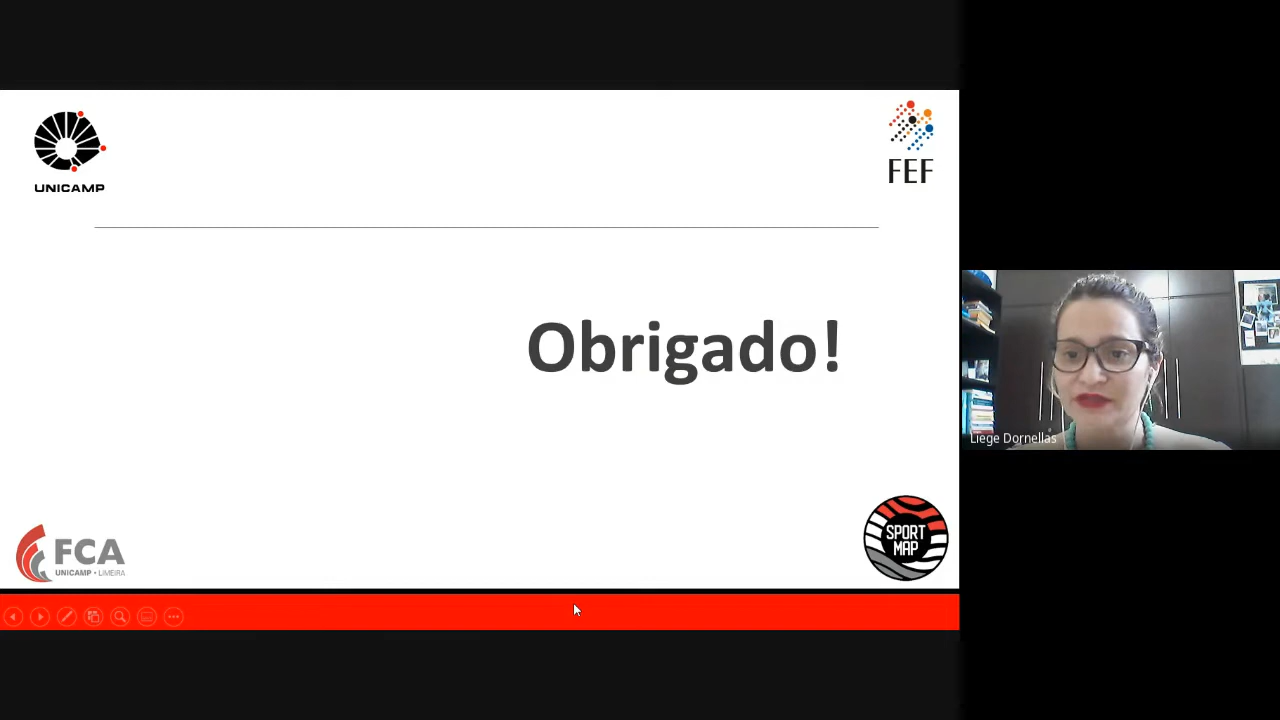 UNICAMP
FEF
Obrigado!
Liege Dornellas
FCA
UNICAMP • LIMEIRA
SPORT
MAP